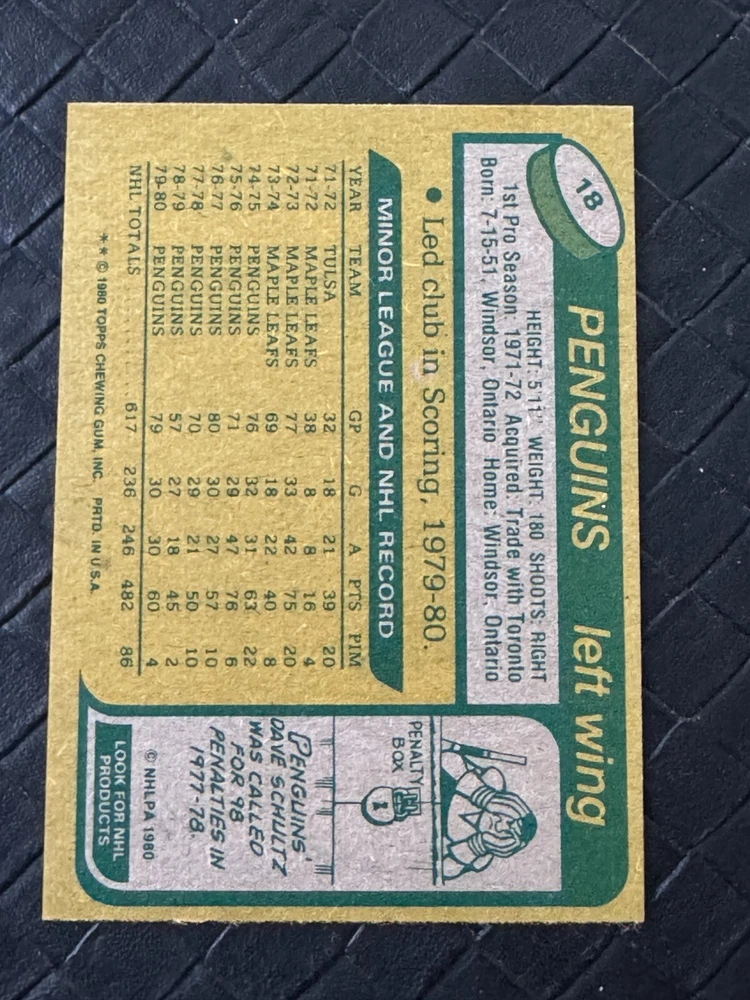 18
PENGUINS left wing
HEIGHT: 5'11" WEIGHT: 180 SHOOTS: RIGHT
1st Pro Season: 1971-72 Acquired: Trade with Toronto
Born: 7-15-51, Windsor, Ontario Home: Windsor, Ontario
• Led club in Scoring, 1979-80.
MINOR LEAGUE AND NHL RECORD
YEAR TEAM GP G A PTS PIM
71-72 TULSA 32 18 21 39 20
71-72 MAPLE LEAFS 38 8 8 16 4
72-73 MAPLE LEAFS 77 33 42 75 20
73-74 MAPLE LEAFS 69 18 22 40 8
74-75 PENGUINS 76 32 31 63 22
75-76 PENGUINS 71 29 47 76 6
76-77 PENGUINS 80 30 27 57 10
77-78 PENGUINS 70 29 21 50 10
78-79 PENGUINS 57 27 18 45 2
79-80 PENGUINS 79 30 30 60 4
NHL TOTALS .......... 617 236 246 482 86
** © 1980 TOPPS CHEWING GUM, INC. PRTD. IN U.S.A.
PENALTY
BOX
PENGUINS'
DAVE SCHULTZ
WAS CALLED
FOR 98
PENALTIES IN
1977-78.
© NHLPA 1980
LOOK FOR NHL
PRODUCTS